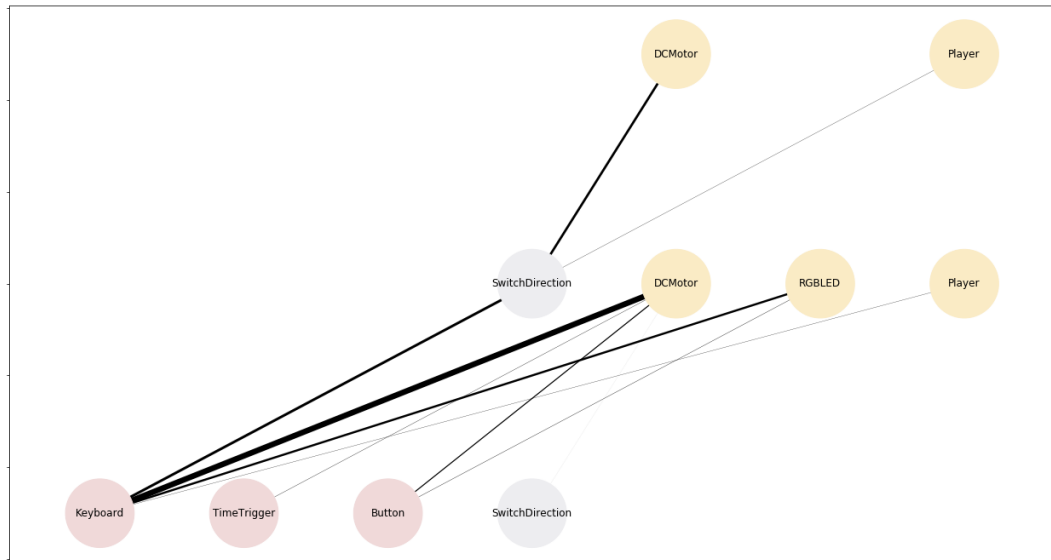 DCMotor
Player
SwitchDirection
DCMotor
RGBLED
Player
Keyboard
TimeTrigger
Button
SwitchDirection